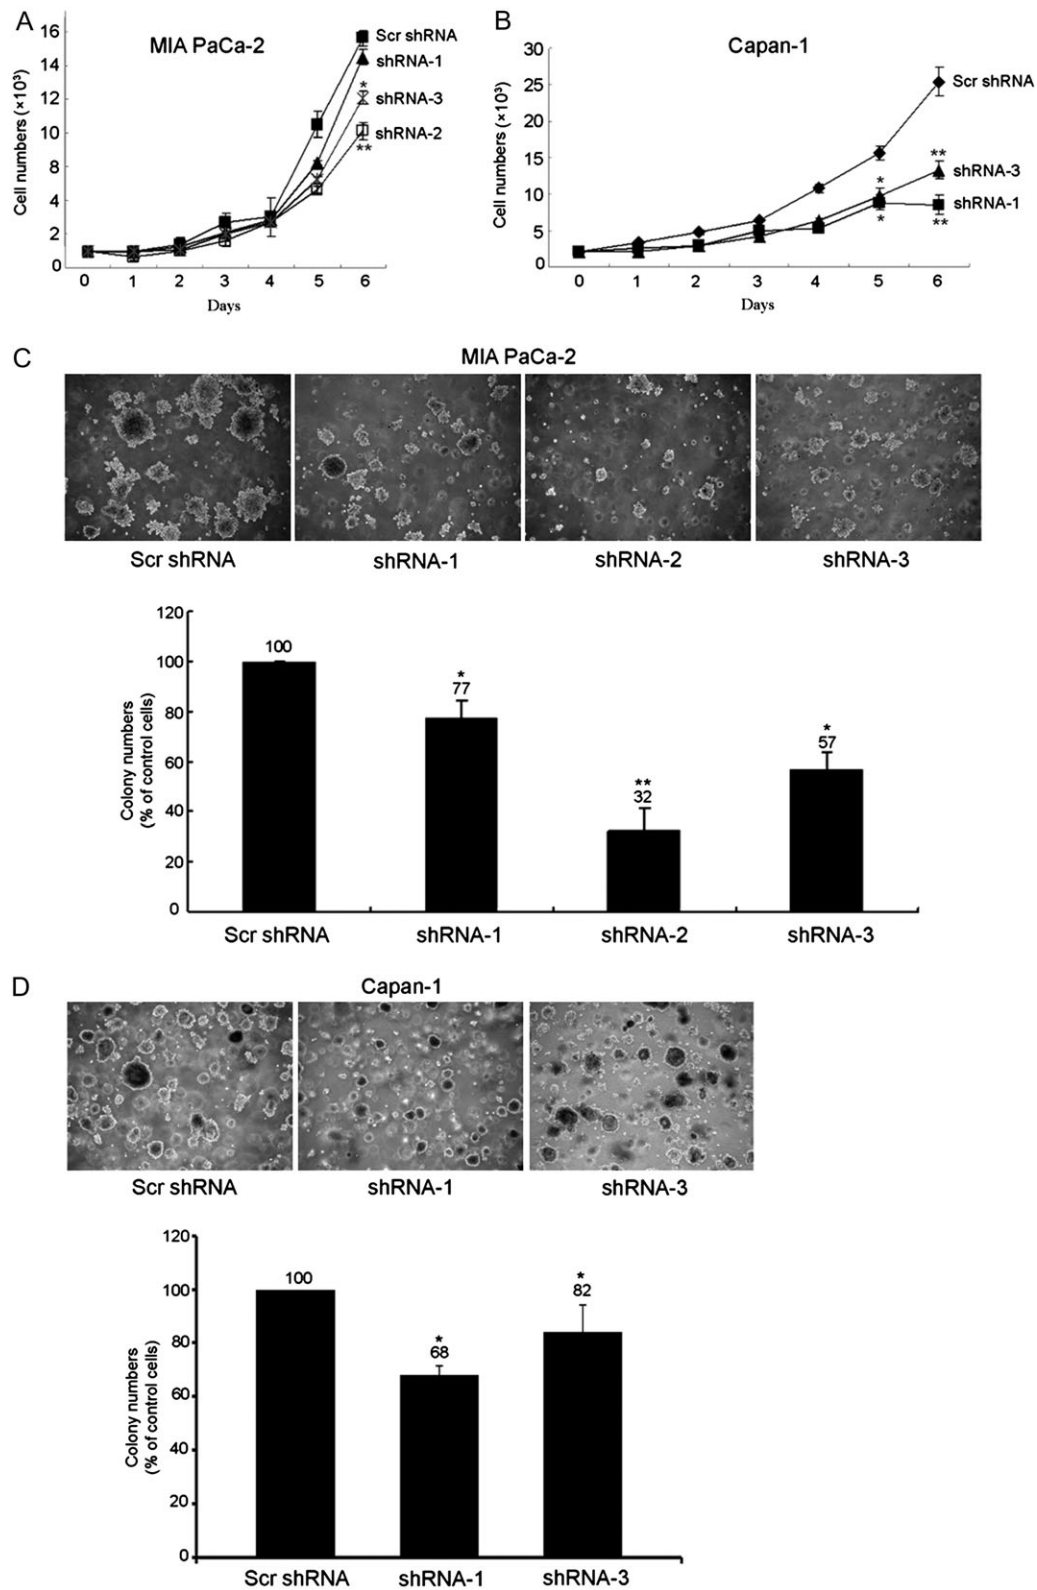 A
MIA PaCa-2
Cell numbers (×10³)
16
14
12
10
8
4
2
0
0 1 2 3 4 5 6
Days
Scr shRNA
shRNA-1
*
shRNA-3
shRNA-2
**
B
Capan-1
Cell numbers (×10³)
30
25
20
15
10
5
0
0 1 2 3 4 5 6
Days
Scr shRNA
**
shRNA-3
*
shRNA-1
*
**
C
MIA PaCa-2
Scr shRNA shRNA-1 shRNA-2 shRNA-3
Colony numbers
(% of control cells)
120
100
80
60
40
20
0
100
*
77
**
32
*
57
Scr shRNA shRNA-1 shRNA-2 shRNA-3
D
Capan-1
Scr shRNA shRNA-1 shRNA-3
Colony numbers
(% of control cells)
120
100
80
60
40
20
0
100
*
68
*
82
Scr shRNA shRNA-1 shRNA-3